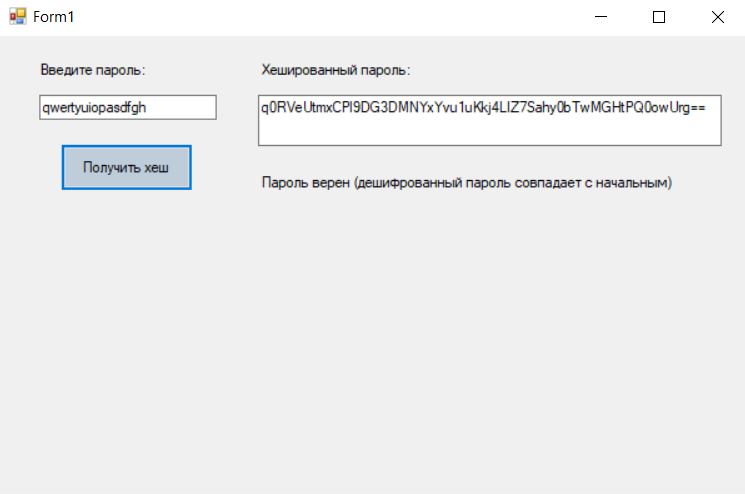 Form1
Введите пароль:
Хешированный пароль:
qwertyuiopasdfgh
q0RVeUtmxCPI9DG3DMNYxYvu1uKkj4LIZ7Sahy0bTwMGHtPQ0owUrg==
Получить хеш
Пароль верен (дешифрованный пароль совпадает с начальным)